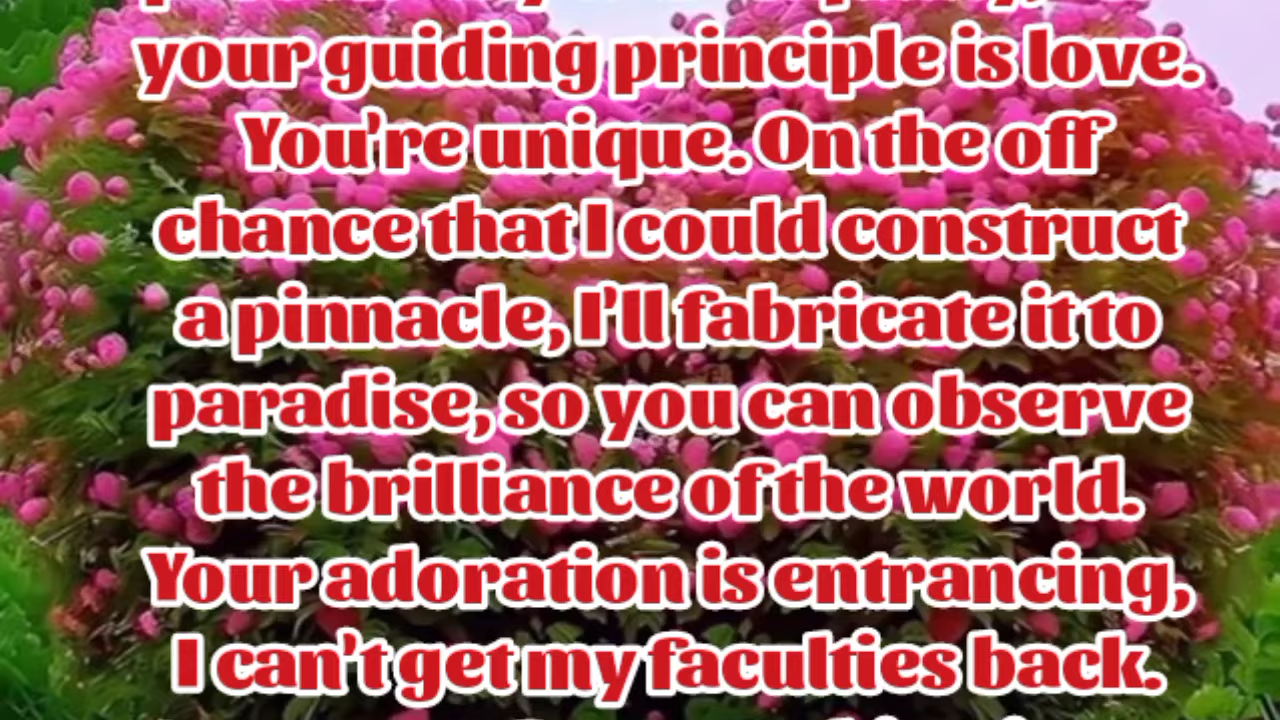 your guiding principle is love.
You're unique. On the off
chance that I could construct
a pinnacle, I'll fabricate it to
paradise, so you can observe
the brilliance of the world.
Your adoration is entrancing,
I can't get my faculties back.